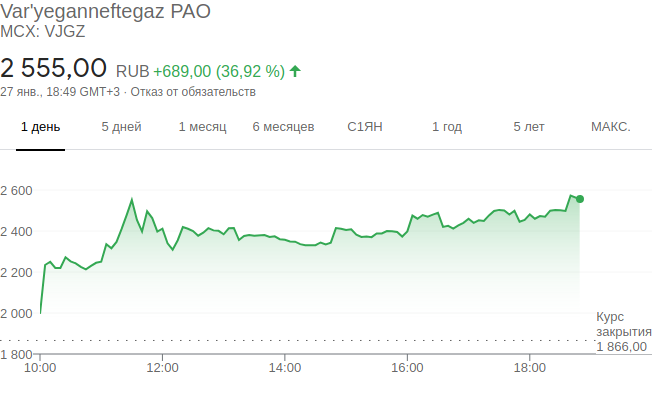 Var'yeganneftegaz PAO
MCX: VJGZ
2 555,00 RUB +689,00 (36,92 %)
27 янв., 18:49 GMT+3 · Отказ от обязательств
1 день 5 дней 1 месяц 6 месяцев С1ЯН 1 год 5 лет МАКС.
2 600
2 400
2 200
2 000
Курс
закрытия
1 866,00
1 800
10:00 12:00 14:00 16:00 18:00